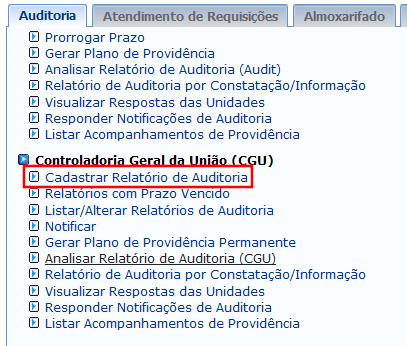 Auditoria Atendimento de Requisições Almoxarifado
Prorrogar Prazo
Gerar Plano de Providência
Analisar Relatório de Auditoria (Audit)
Relatório de Auditoria por Constatação/Informação
Visualizar Respostas das Unidades
Responder Notificações de Auditoria
Listar Acompanhamentos de Providência
Controladoria Geral da União (CGU)
Cadastrar Relatório de Auditoria
Relatórios com Prazo Vencido
Listar/Alterar Relatórios de Auditoria
Notificar
Gerar Plano de Providência Permanente
Analisar Relatório de Auditoria (CGU)
Relatório de Auditoria por Constatação/Informação
Visualizar Respostas das Unidades
Responder Notificações de Auditoria
Listar Acompanhamentos de Providência